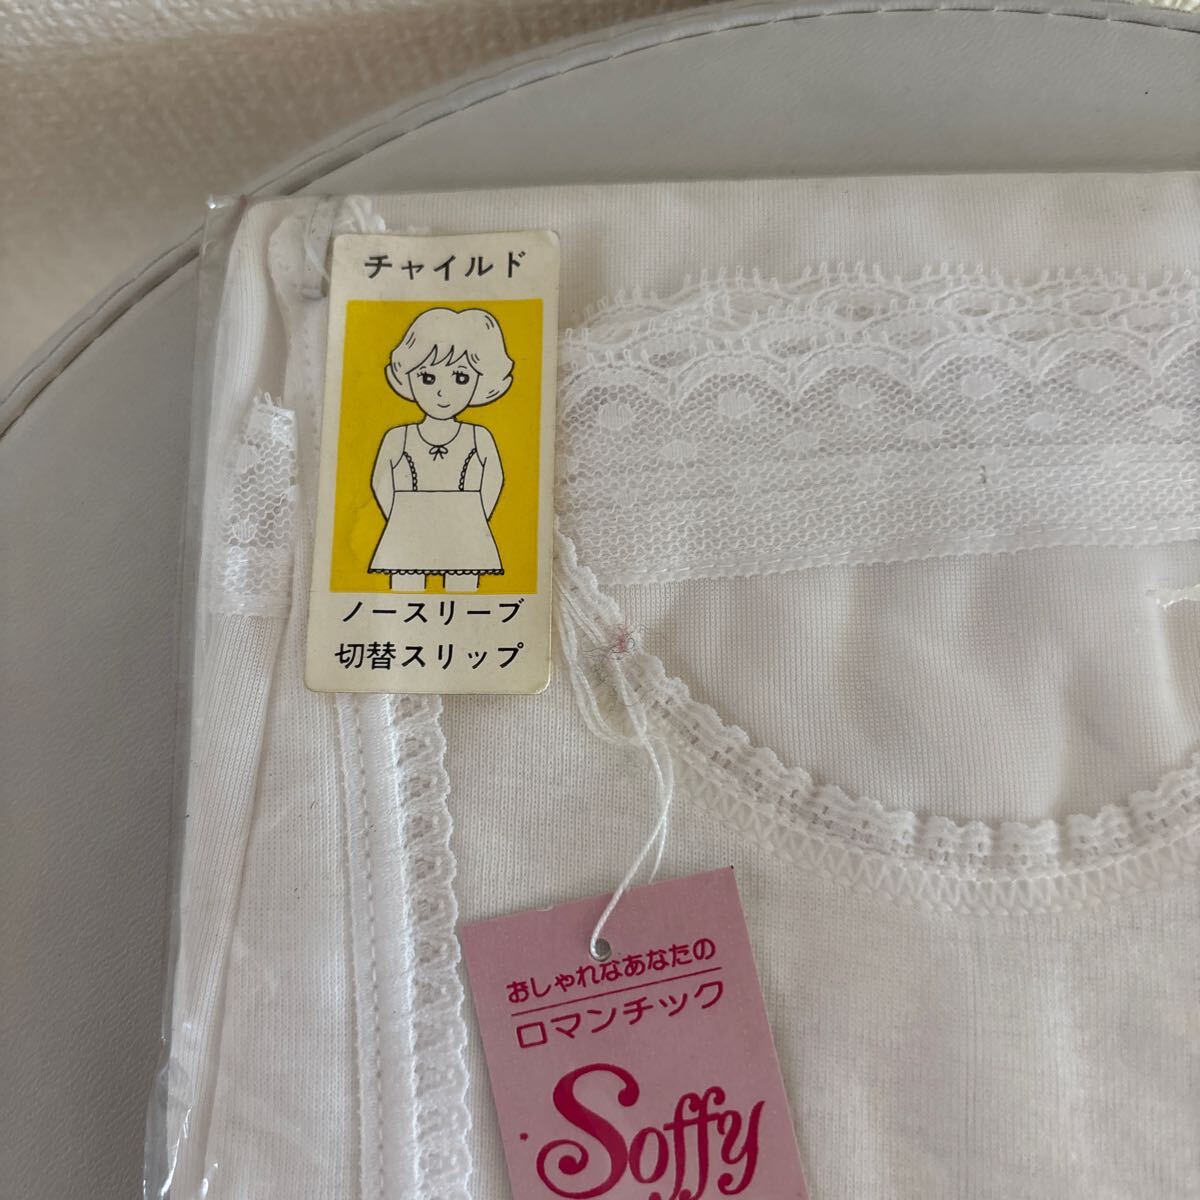 チャイルド
ノースリーブ
切替スリップ
おしゃれなあなたの
ロマンチック
Soffy